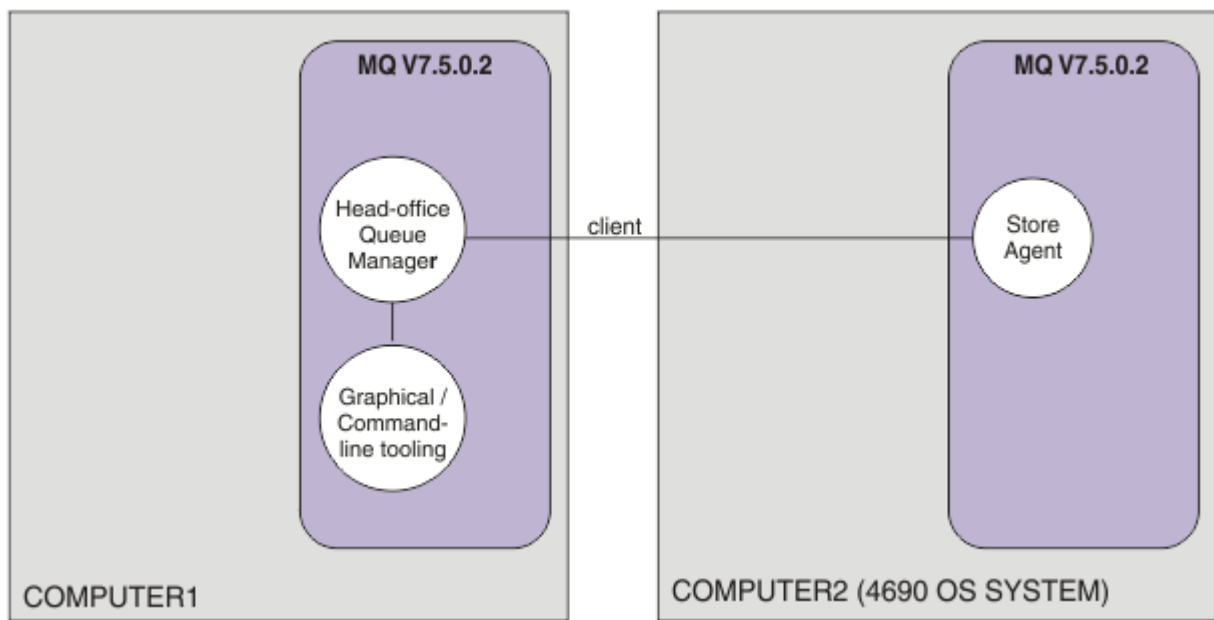 MQ V7.5.0.2
Head-office
Queue
Manager
Graphical /
Command-
line tooling
COMPUTER1
client
MQ V7.5.0.2
Store
Agent
COMPUTER2 (4690 OS SYSTEM)